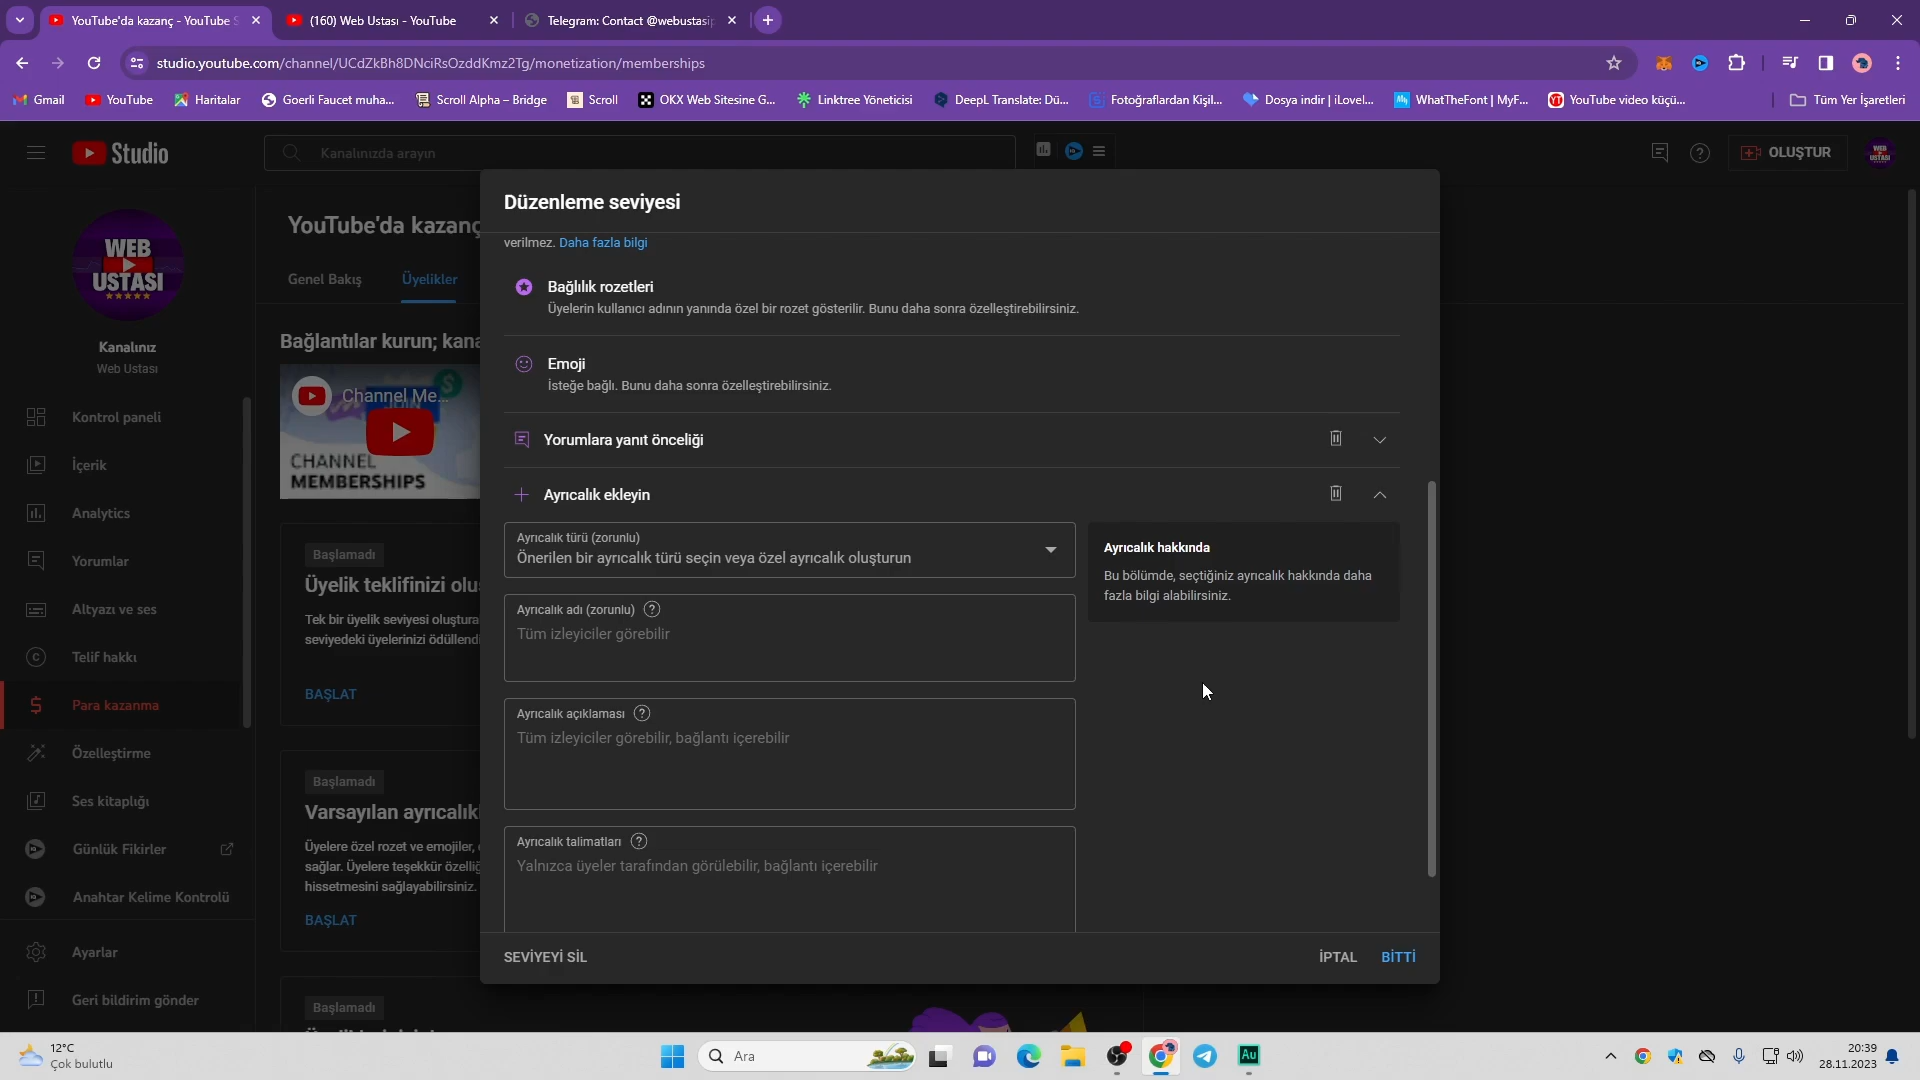 YouTube'da kazanç - YouTube S
(160) Web Ustası - YouTube
Telegram: Contact @webustasip
studio.youtube.com/channel/UCdZkBh8DNciRsOzddKmz2Tg/monetization/memberships
Gmail
YouTube
Haritalar
Goerli Faucet muha...
Scroll Alpha – Bridge
Scroll
OKX Web Sitesine G...
Linktree Yöneticisi
DeepL Translate: Dü...
Fotoğraflardan Kişil...
Dosya indir | iLoveI...
WhatTheFont | MyF...
YouTube video küçü...
Tüm Yer İşaretleri
Studio
Kanalınızda arayın
OLUŞTUR
WEB
USTASI
Kanalınız
Web Ustası
Kontrol paneli
İçerik
Analytics
Yorumlar
Altyazı ve ses
Telif hakkı
Para kazanma
Özelleştirme
Ses kitaplığı
Günlük Fikirler
Anahtar Kelime Kontrolü
Ayarlar
Geri bildirim gönder
YouTube'da kazanç
Genel Bakış
Üyelikler
Bağlantılar kurun; kana
Channel Me...
JOIN
CHANNEL
MEMBERSHIPS
Başlamadı
Üyelik teklifinizi olu
Tek bir üyelik seviyesi oluştura
seviyedeki üyelerinizi ödüllendi
BAŞLAT
Başlamadı
Varsayılan ayrıcalıkl
Üyelere özel rozet ve emojiler,
sağlar. Üyelere teşekkür özelliğ
hissetmesini sağlayabilirsiniz.
BAŞLAT
Başlamadı
Düzenleme seviyesi
verilmez. Daha fazla bilgi
Bağlılık rozetleri
Üyelerin kullanıcı adının yanında özel bir rozet gösterilir. Bunu daha sonra özelleştirebilirsiniz.
Emoji
İsteğe bağlı. Bunu daha sonra özelleştirebilirsiniz.
Yorumlara yanıt önceliği
Ayrıcalık ekleyin
Ayrıcalık türü (zorunlu)
Önerilen bir ayrıcalık türü seçin veya özel ayrıcalık oluşturun
Ayrıcalık adı (zorunlu)
Tüm izleyiciler görebilir
Ayrıcalık açıklaması
Tüm izleyiciler görebilir, bağlantı içerebilir
Ayrıcalık talimatları
Yalnızca üyeler tarafından görülebilir, bağlantı içerebilir
Ayrıcalık hakkında
Bu bölümde, seçtiğiniz ayrıcalık hakkında daha
fazla bilgi alabilirsiniz.
SEVİYEYİ SİL
İPTAL
BİTTİ
12°C
Çok bulutlu
Ara
Au
20:39
28.11.2023